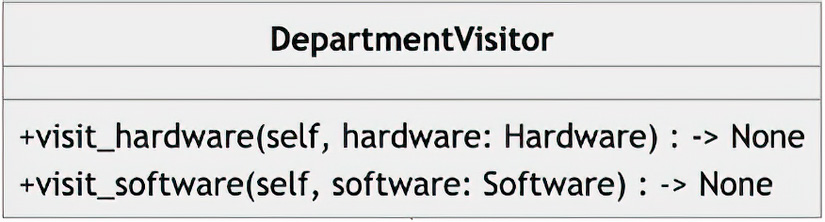 DepartmentVisitor
+visit_hardware(self, hardware: Hardware) : -> None
+visit_software(self, software: Software) : -> None